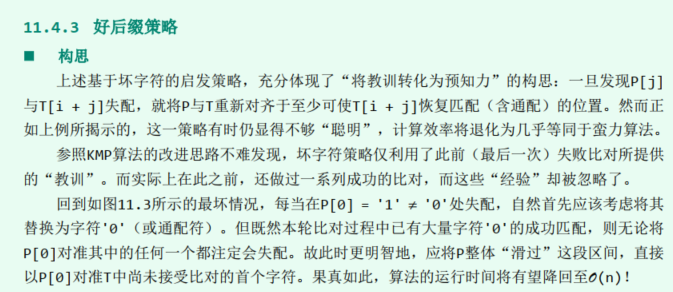 11.4.3 好后缀策略
■ 构思
上述基于坏字符的启发策略，充分体现了“将教训转化为预知力”的构思：一旦发现P[j]
与T[i + j]失配，就将P与T重新对齐于至少可使T[i + j]恢复匹配（含通配）的位置。然而正
如上例所揭示的，这一策略有时仍显得不够“聪明”，计算效率将退化为几乎等同于蛮力算法。
参照KMP算法的改进思路不难发现，坏字符策略仅利用了此前（最后一次）失败比对所提供
的“教训”。而实际上在此之前，还做过一系列成功的比对，而这些“经验”却被忽略了。
回到如图11.3所示的最坏情况，每当在P[0] = '1' ≠ '0'处失配，自然首先应该考虑将其
替换为字符'0'（或通配符）。但既然本轮比对过程中已有大量字符'0'的成功匹配，则无论将
P[0]对准其中的任何一个都注定会失配。故此时更明智地，应将P整体“滑过”这段区间，直接
以P[0]对准T中尚未接受比对的首个字符。果真如此，算法的运行时间将有望降回至𝒪(n)！